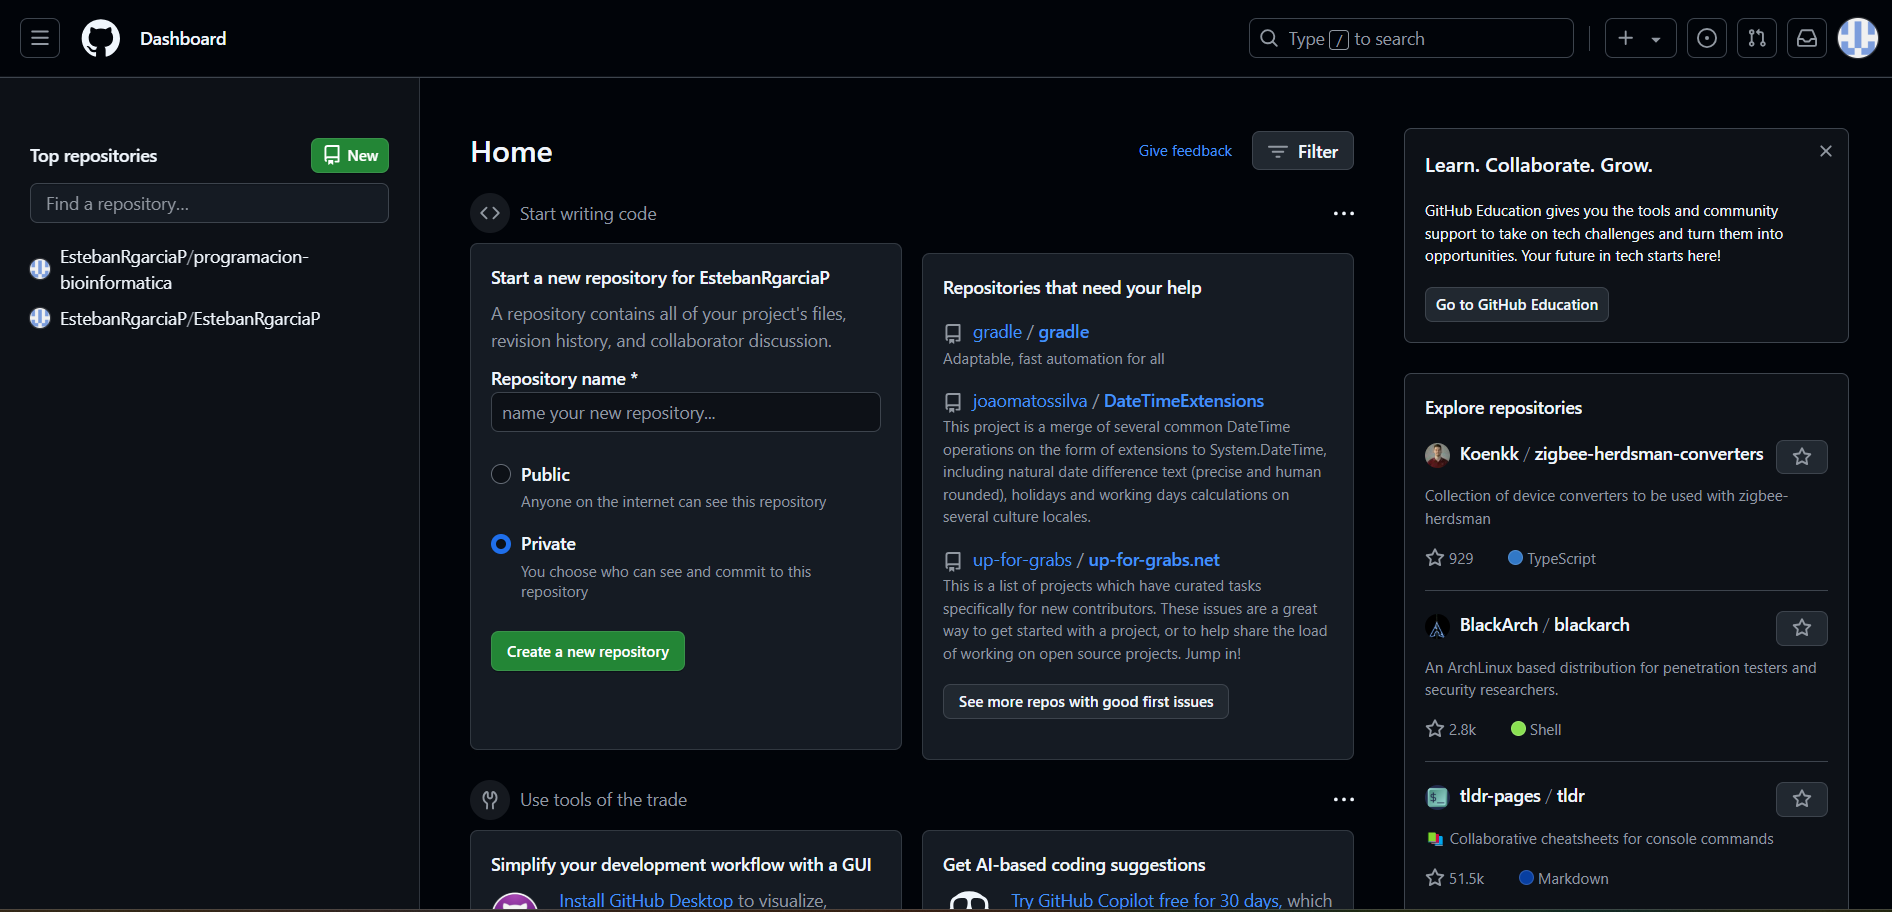 Dashboard
Type / to search
Top repositories
New
Find a repository...
EstebanRgarciaP/programacion-
bioinformatica
EstebanRgarciaP/EstebanRgarciaP
Home
Give feedback
Filter
Start writing code
Start a new repository for EstebanRgarciaP
A repository contains all of your project's files,
revision history, and collaborator discussion.
Repository name *
name your new repository...
Public
Anyone on the internet can see this repository
Private
You choose who can see and commit to this
repository
Create a new repository
Repositories that need your help
gradle / gradle
Adaptable, fast automation for all
joaomatossilva / DateTimeExtensions
This project is a merge of several common DateTime
operations on the form of extensions to System.DateTime,
including natural date difference text (precise and human
rounded), holidays and working days calculations on
several culture locales.
up-for-grabs / up-for-grabs.net
This is a list of projects which have curated tasks
specifically for new contributors. These issues are a great
way to get started with a project, or to help share the load
of working on open source projects. Jump in!
See more repos with good first issues
Use tools of the trade
Simplify your development workflow with a GUI
Install GitHub Desktop to visualize,
Get AI-based coding suggestions
Try GitHub Copilot free for 30 days, which
Learn. Collaborate. Grow.
GitHub Education gives you the tools and community
support to take on tech challenges and turn them into
opportunities. Your future in tech starts here!
Go to GitHub Education
Explore repositories
Koenkk / zigbee-herdsman-converters
Collection of device converters to be used with zigbee-
herdsman
929
TypeScript
BlackArch / blackarch
An ArchLinux based distribution for penetration testers and
security researchers.
2.8k
Shell
tldr-pages / tldr
Collaborative cheatsheets for console commands
51.5k
Markdown